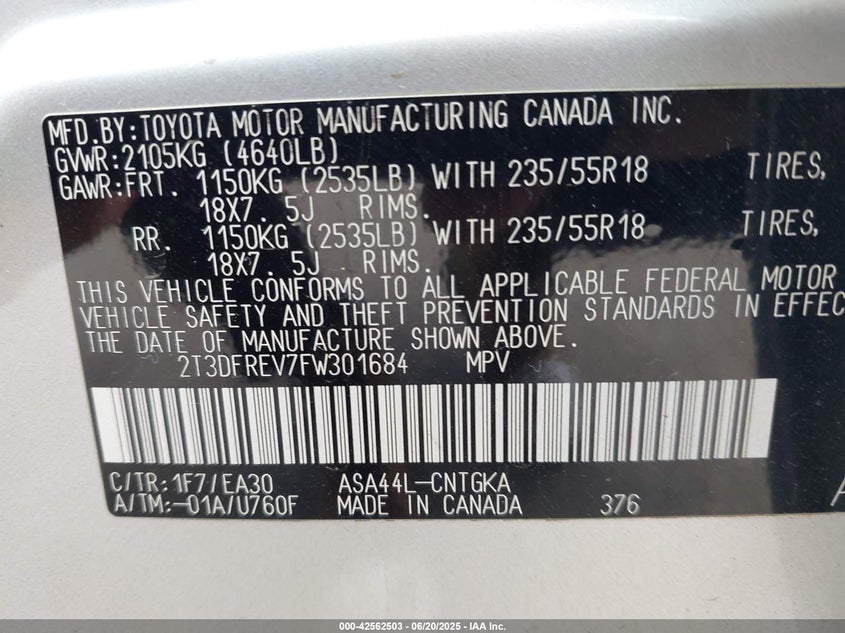 MFD.BY:TOYOTA MOTOR MANUFACTURING CANADA INC.
GVWR:2105KG (4640LB)
GAWR:FRT. 1150KG (2535LB) WITH 235/55R18 TIRES,
18X7. 5J RIMS.
RR. 1150KG (2535LB) WITH 235/55R18 TIRES,
18X7. 5J RIMS.
THIS VEHICLE CONFORMS TO ALL APPLICABLE FEDERAL MOTOR
VEHICLE SAFETY AND THEFT PREVENTION STANDARDS IN EFFEC
THE DATE OF MANUFACTURE SHOWN ABOVE.
2T3DFREV7FW301684 MPV
C/TR:1F7/EA30 ASA44L-CNTGKA
A/TM:-01A/U760F MADE IN CANADA 376 A
000-42562503 - 06/20/2025 - IAA Inc.